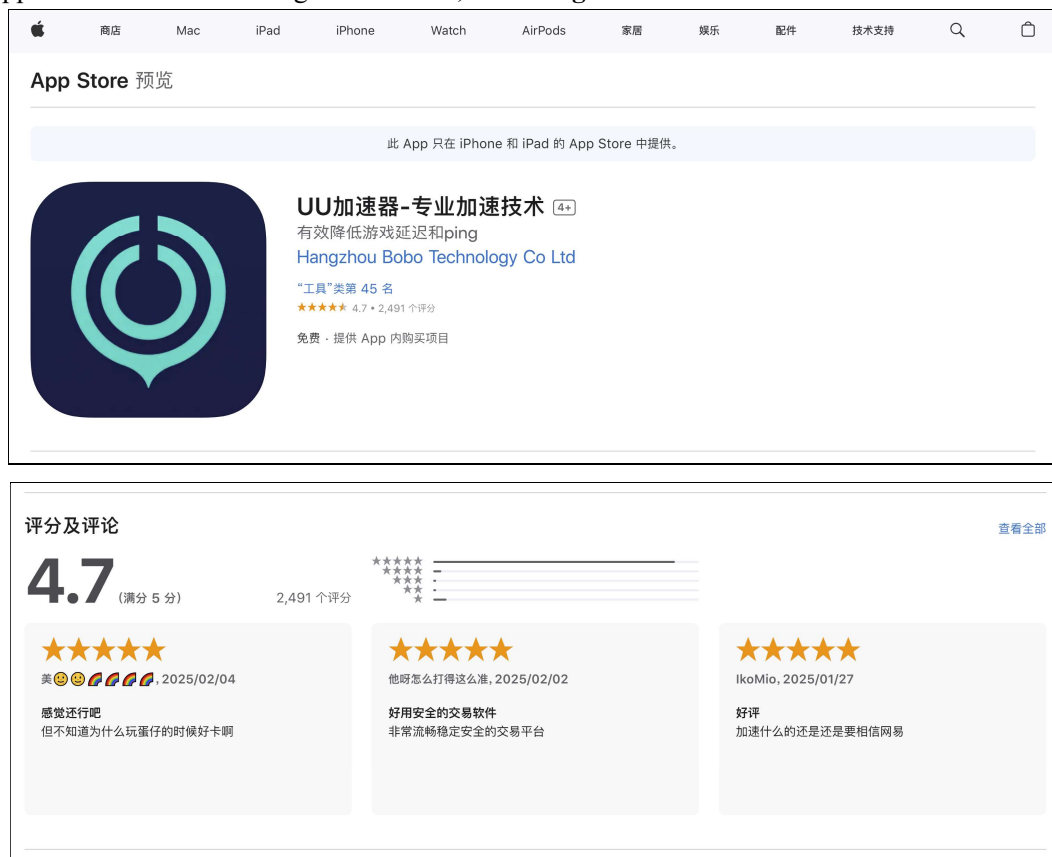 商店 Mac iPad iPhone Watch AirPods 家居 娱乐 配件 技术支持
App Store 预览
此 App 只在 iPhone 和 iPad 的 App Store 中提供。
UU加速器-专业加速技术 4+
有效降低游戏延迟和ping
Hangzhou Bobo Technology Co Ltd
“工具”类第 45 名
★★★★★ 4.7 • 2,491 个评分
免费 · 提供 App 内购买项目
评分及评论 查看全部
4.7 (满分 5 分) 2,491 个评分
美🙂🙂🌈🌈🌈🌈, 2025/02/04
感觉还行吧
但不知道为什么玩蛋仔的时候好卡啊
他呀怎么打得这么准, 2025/02/02
好用安全的交易软件
非常流畅稳定安全的交易平台
IkoMio, 2025/01/27
好评
加速什么的还是还是要相信网易